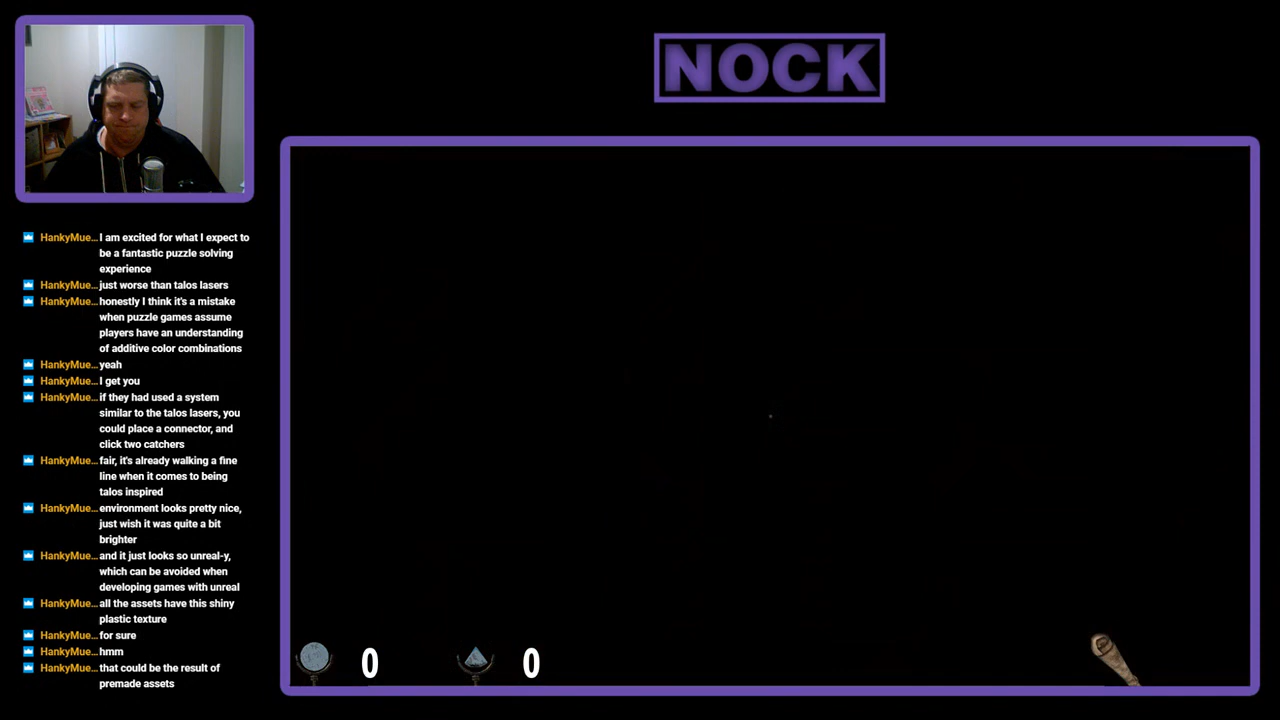 NOCK
HankyMue... I am excited for what I expect to
be a fantastic puzzle solving
experience
HankyMue... just worse than talos lasers
HankyMue... honestly I think it's a mistake
when puzzle games assume
players have an understanding
of additive color combinations
HankyMue... yeah
HankyMue... I get you
HankyMue... if they had used a system
similar to the talos lasers, you
could place a connector, and
click two catchers
HankyMue... fair, it's already walking a fine
line when it comes to being
talos inspired
HankyMue... environment looks pretty nice,
just wish it was quite a bit
brighter
HankyMue... and it just looks so unreal-y,
which can be avoided when
developing games with unreal
HankyMue... all the assets have this shiny
plastic texture
HankyMue... for sure
HankyMue... hmm
HankyMue... that could be the result of
premade assets
0 0